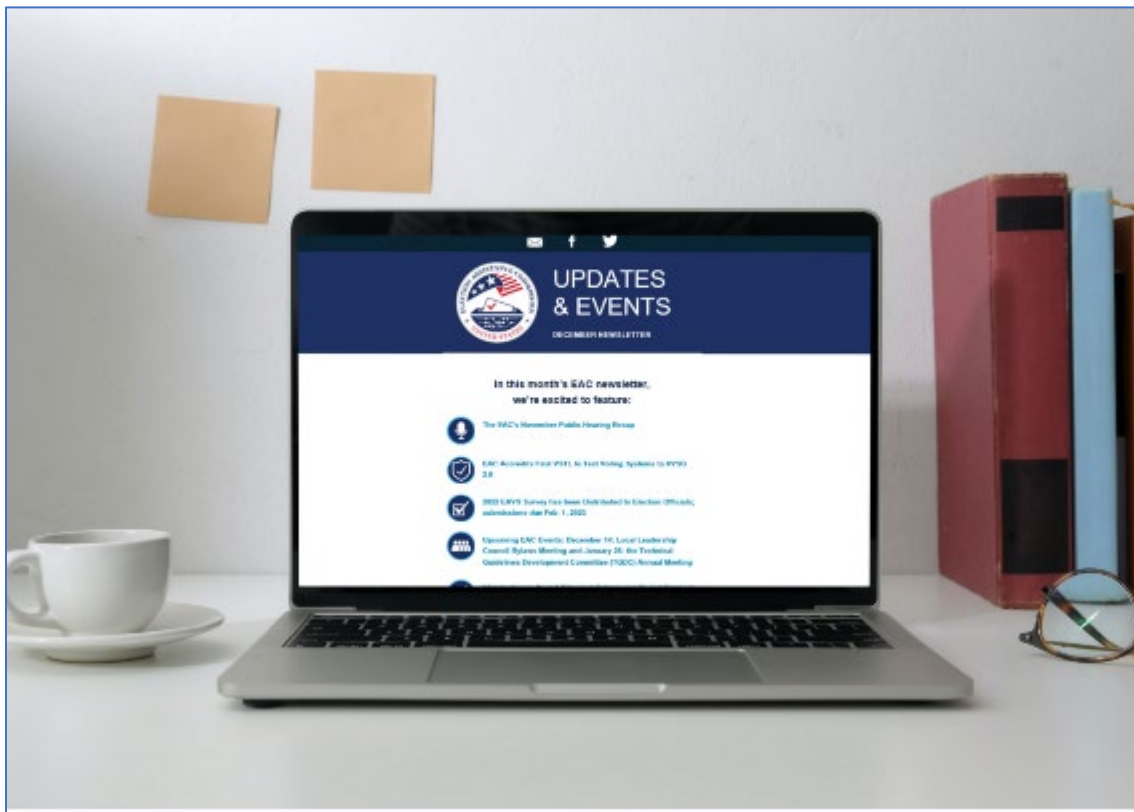 UPDATES
& EVENTS
DECEMBER NEWSLETTER
In this month's EAC newsletter,
we're excited to feature:
The EAC's November Public Hearing Recap
EAC Accredits First VSTL to Test Voting Systems to VVSG
2022 EAVS Survey has been Distributed to Election Officials;
submissions due Feb. 1, 2023
Upcoming EAC Events: December 14: Local Leadership
Council Bylaws Meeting and January 25: the Technical
Guidelines Development Committee (TGDC) Annual Meeting